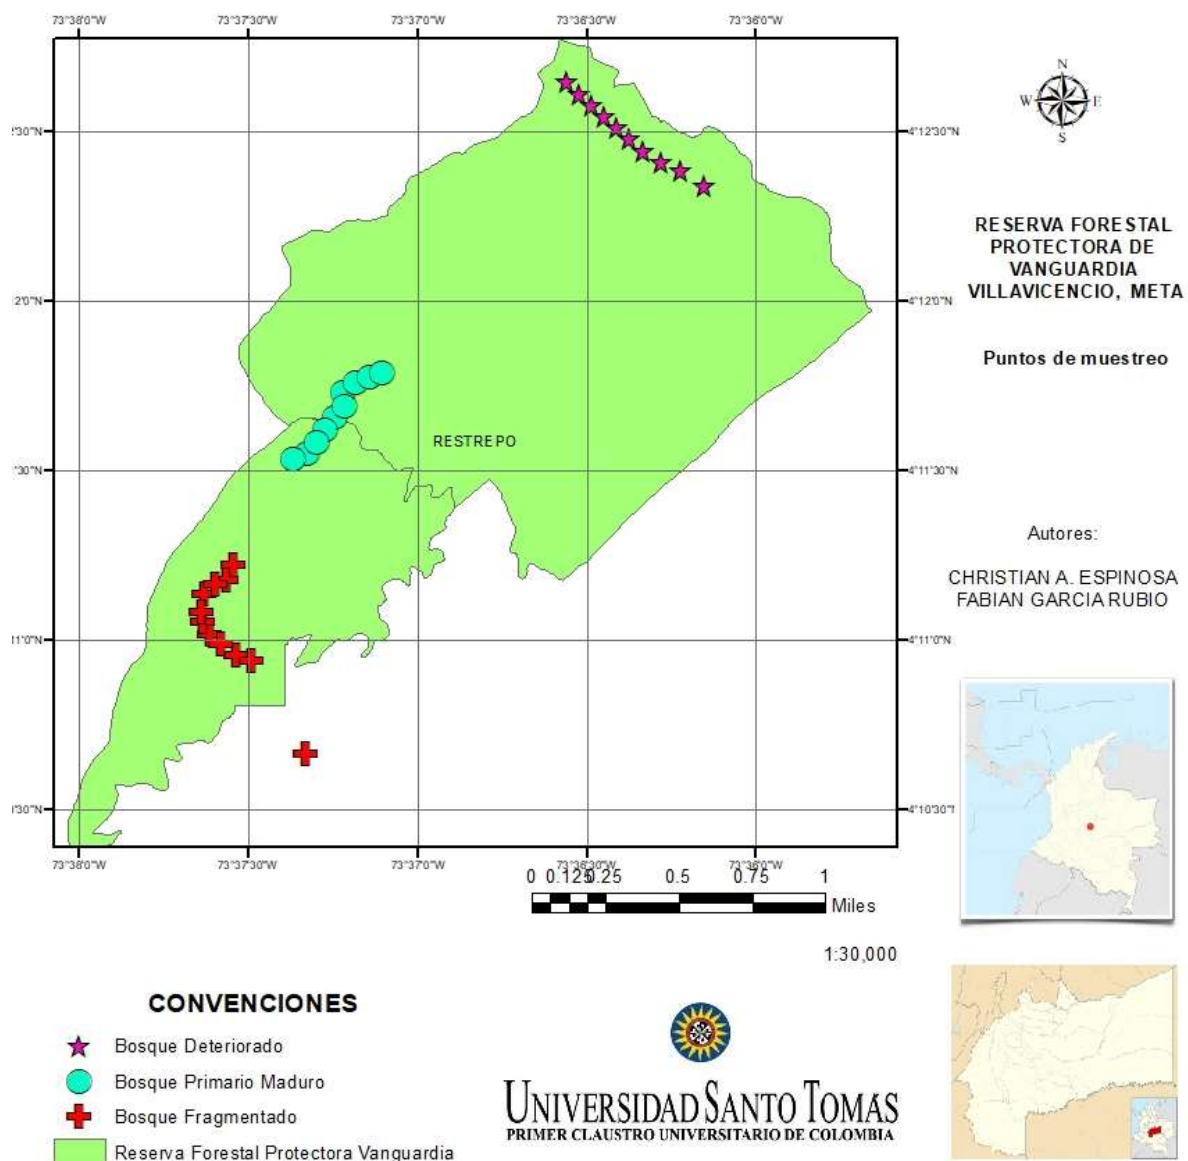 73°38'0"W 73°37'30"W 73°37'0"W 73°36'30"W 73°36'0"W
N
W E
S
4°12'30"N
RESERVA FORESTAL
PROTECTORA DE
VANGUARDIA
VILLAVICENCIO, META
2'0"N 4°12'0"N
Puntos de muestreo
RESTREPO
4°11'30"N
Autores:
CHRISTIAN A. ESPINOSA
FABIAN GARCIA RUBIO
4°11'0"N
73°38'0"W 73°37'30"W 73°37'0"W 73°36'30"W 73°36'0"W
0 0.125 0.25 0.5 0.75 1
Miles
1:30,000
CONVENCIONES
Bosque Deteriorado
Bosque Primario Maduro
Bosque Fragmentado
Reserva Forestal Protectora Vanguardia
UNIVERSIDAD SANTO TOMAS
PRIMER CLAUSTRO UNIVERSITARIO DE COLOMBIA